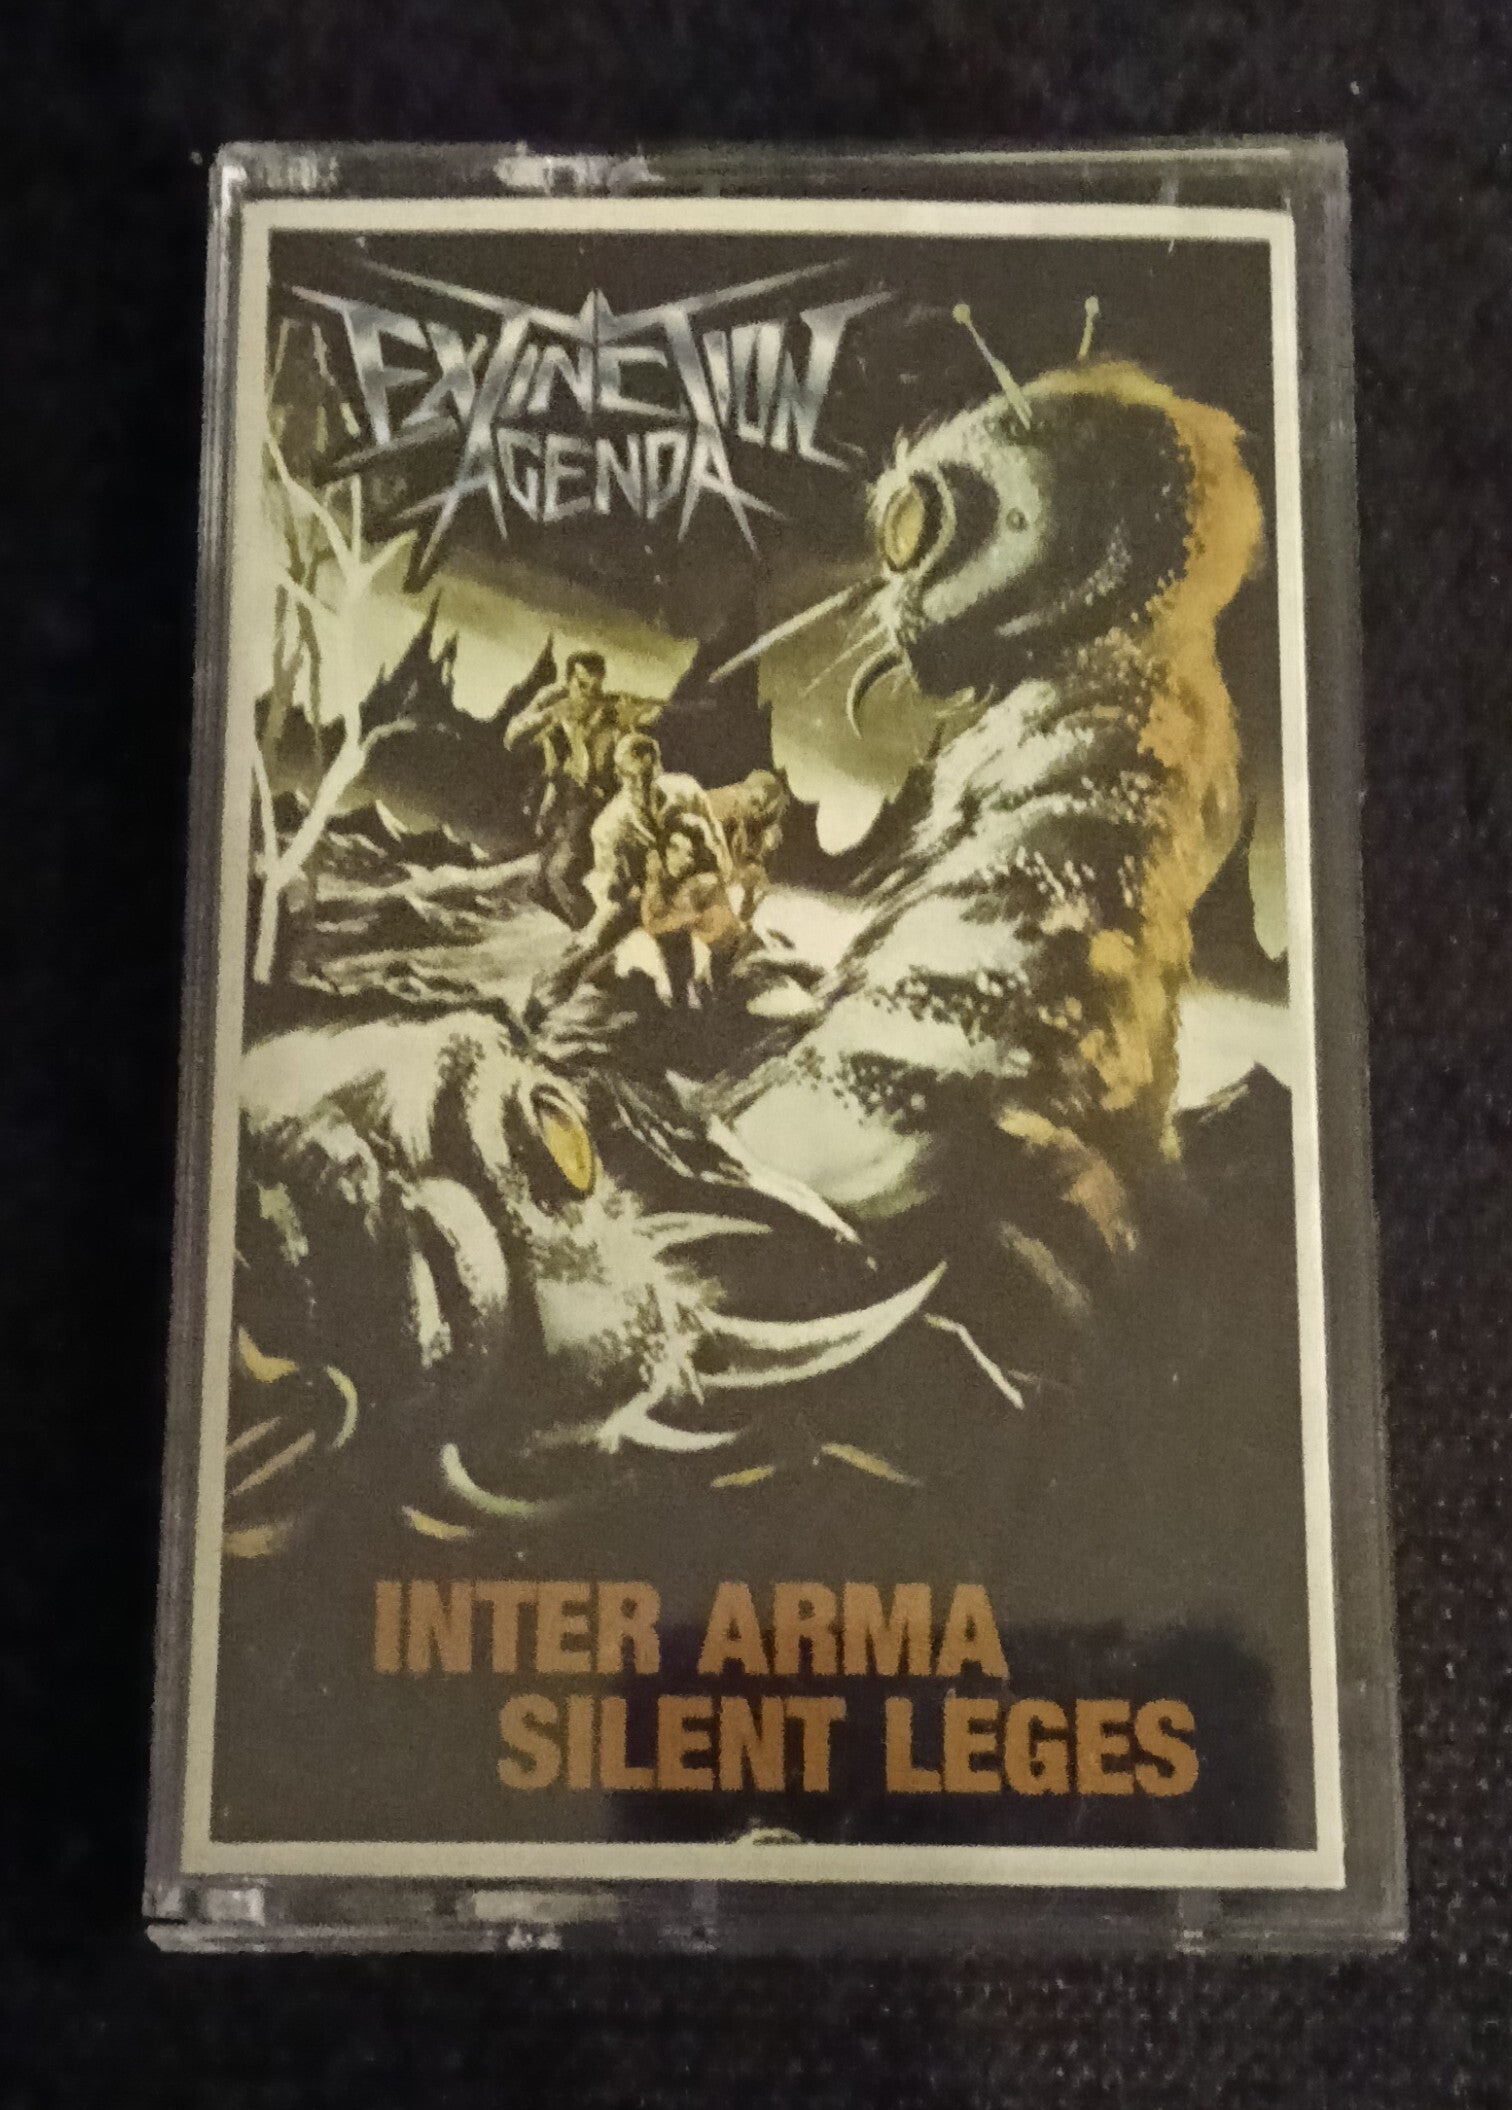 EXTINCTION
AGENDA
INTER ARMA
SILENT LEGES